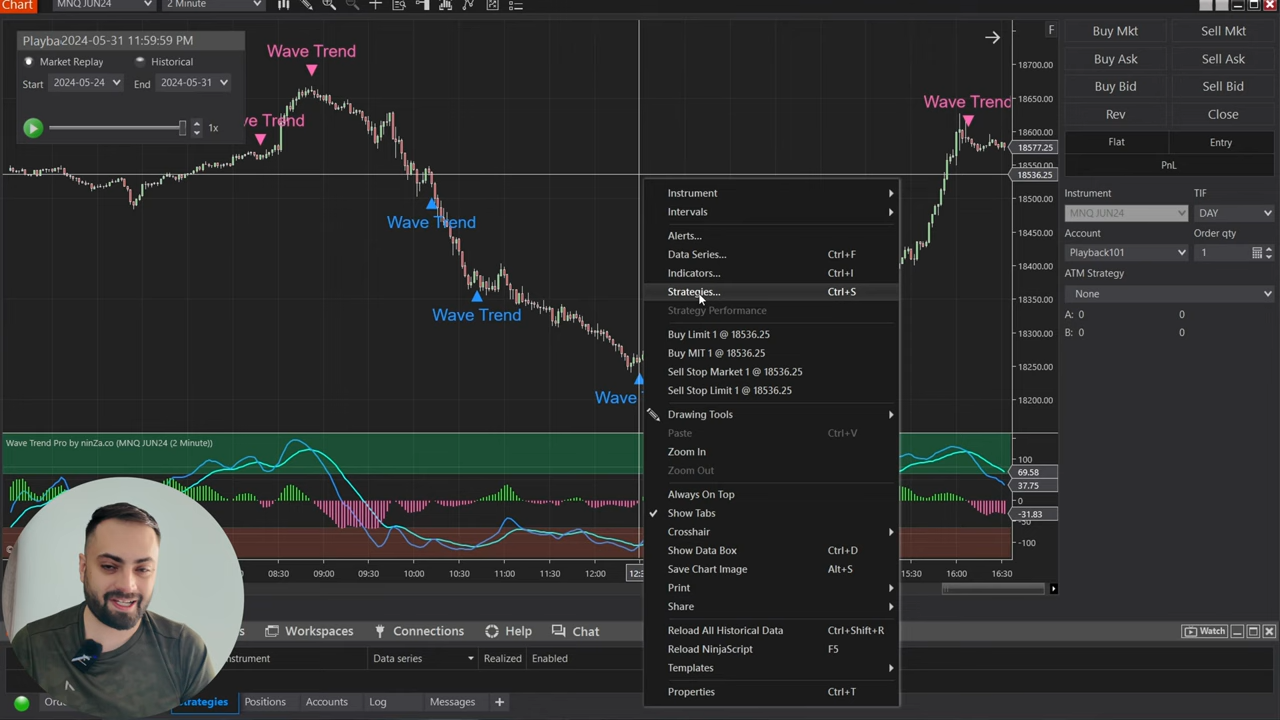 Chart
MNQ JUN24
2 Minute
Playba 2024-05-31 11:59:59 PM
Market Replay
Historical
Start
2024-05-24
End
2024-05-31
1x
Wave Trend
ve Trend
Wave Trend
Wave Trend
Wave
Wave Trend
F
18700.00
18650.00
18600.00
18577.25
18550.00
18536.25
18500.00
18450.00
18400.00
18350.00
18300.00
18250.00
18200.00
Buy Mkt
Sell Mkt
Buy Ask
Sell Ask
Buy Bid
Sell Bid
Rev
Close
Flat
Entry
PnL
Instrument
TIF
MNQ JUN24
DAY
Account
Order qty
Playback101
1
ATM Strategy
None
A: 0
0
B: 0
0
Instrument
Intervals
Alerts...
Data Series... Ctrl+F
Indicators... Ctrl+I
Strategies... Ctrl+S
Strategy Performance
Buy Limit 1 @ 18536.25
Buy MIT 1 @ 18536.25
Sell Stop Market 1 @ 18536.25
Sell Stop Limit 1 @ 18536.25
Drawing Tools
Paste Ctrl+V
Zoom In
Zoom Out
Always On Top
Show Tabs
Crosshair
Show Data Box Ctrl+D
Save Chart Image Alt+S
Print
Share
Reload All Historical Data Ctrl+Shift+R
Reload NinjaScript F5
Templates
Properties Ctrl+T
Wave Trend Pro by ninZa.co (MNQ JUN24 (2 Minute))
100
69.58
37.75
0
-31.83
-100
08:30
09:00
09:30
10:00
10:30
11:00
11:30
12:00
15:30
16:00
16:30
Workspaces
Connections
Help
Chat
Watch
nstrument
Data series
Realized
Enabled
Strategies
Positions
Accounts
Log
Messages
+